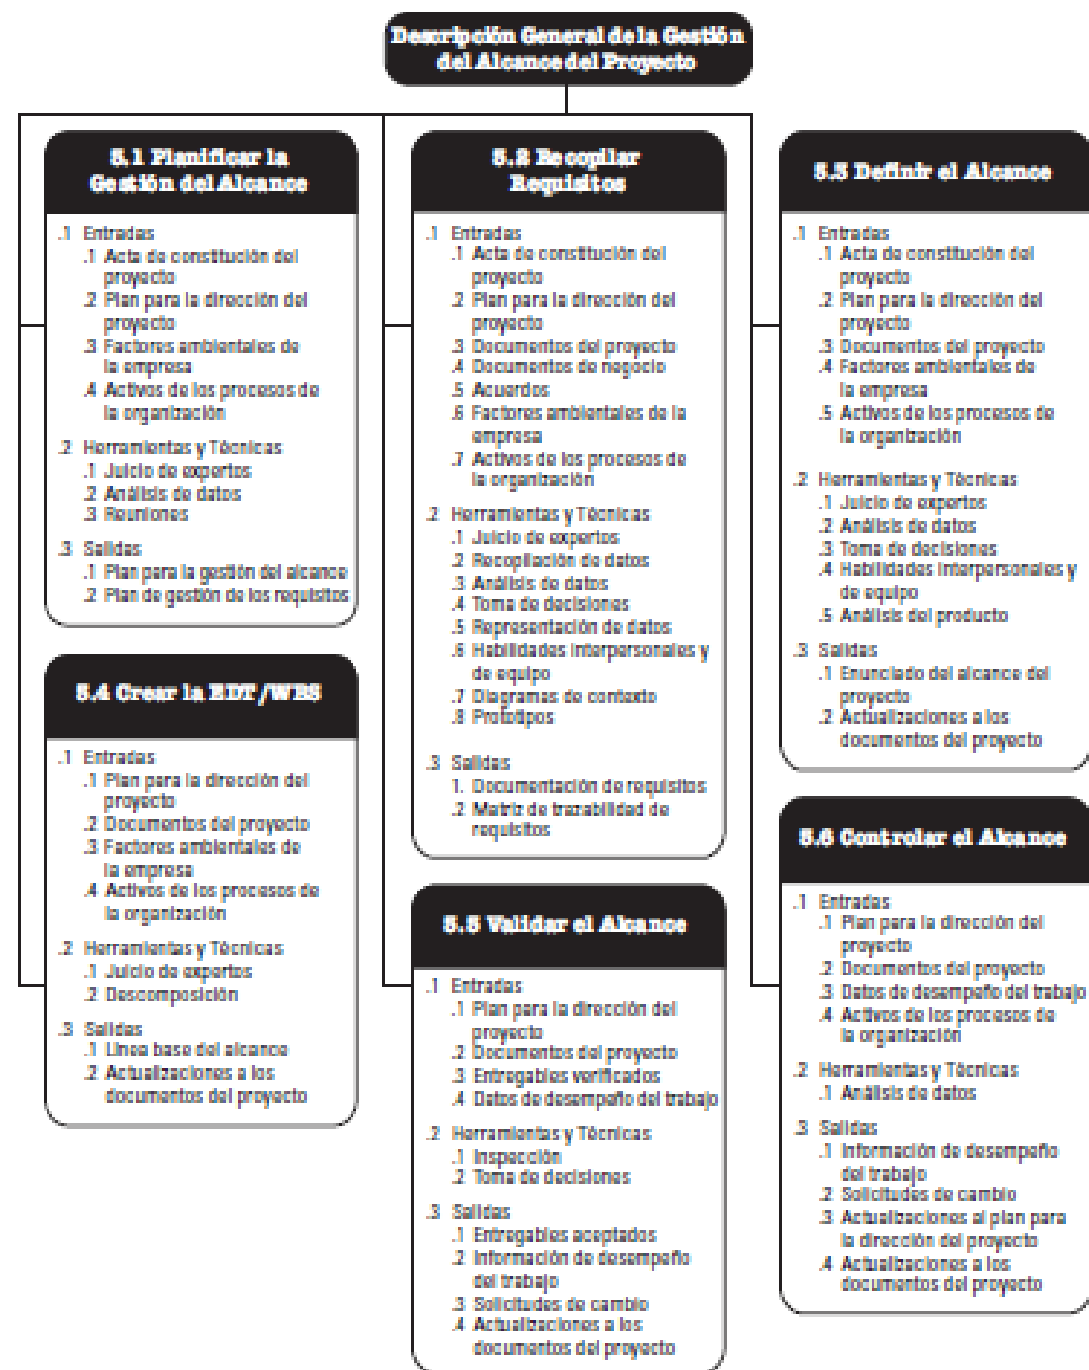 Descripción General de la Gestión
del Alcance del Proyecto
5.1 Planificar la
Gestión del Alcance
.1 Entradas
.1 Acta de constitución del
proyecto
.2 Plan para la dirección del
proyecto
.3 Factores ambientales de
la empresa
.4 Activos de los procesos de
la organización
.2 Herramientas y Técnicas
.1 Juicio de expertos
.2 Análisis de datos
.3 Reuniones
.3 Salidas
.1 Plan para la gestión del alcance
.2 Plan de gestión de los requisitos
5.2 Recopilar
Requisitos
.1 Entradas
.1 Acta de constitución del
proyecto
.2 Plan para la dirección del
proyecto
.3 Documentos del proyecto
.4 Documentos de negocio
.5 Acuerdos
.6 Factores ambientales de la
empresa
.7 Activos de los procesos de
la organización
.2 Herramientas y Técnicas
.1 Juicio de expertos
.2 Recopilación de datos
.3 Análisis de datos
.4 Toma de decisiones
.5 Representación de datos
.6 Habilidades interpersonales y
de equipo
.7 Diagramas de contexto
.8 Prototipos
.3 Salidas
1. Documentación de requisitos
.2 Matriz de trazabilidad de
requisitos
5.3 Definir el Alcance
.1 Entradas
.1 Acta de constitución del
proyecto
.2 Plan para la dirección del
proyecto
.3 Documentos del proyecto
.4 Factores ambientales de
la empresa
.5 Activos de los procesos de
la organización
.2 Herramientas y Técnicas
.1 Juicio de expertos
.2 Análisis de datos
.3 Toma de decisiones
.4 Habilidades interpersonales y
de equipo
.5 Análisis del producto
.3 Salidas
.1 Enunciado del alcance del
proyecto
.2 Actualizaciones a los
documentos del proyecto
5.4 Crear la EDT/WBS
.1 Entradas
.1 Plan para la dirección del
proyecto
.2 Documentos del proyecto
.3 Factores ambientales de
la empresa
.4 Activos de los procesos de
la organización
.2 Herramientas y Técnicas
.1 Juicio de expertos
.2 Descomposición
.3 Salidas
.1 Línea base del alcance
.2 Actualizaciones a los
documentos del proyecto
5.5 Validar el Alcance
.1 Entradas
.1 Plan para la dirección del
proyecto
.2 Documentos del proyecto
.3 Entregables verificados
.4 Datos de desempeño del trabajo
.2 Herramientas y Técnicas
.1 Inspección
.2 Toma de decisiones
.3 Salidas
.1 Entregables aceptados
.2 Información de desempeño
del trabajo
.3 Solicitudes de cambio
.4 Actualizaciones a los
documentos del proyecto
5.6 Controlar el Alcance
.1 Entradas
.1 Plan para la dirección del
proyecto
.2 Documentos del proyecto
.3 Datos de desempeño del trabajo
.4 Activos de los procesos de
la organización
.2 Herramientas y Técnicas
.1 Análisis de datos
.3 Salidas
.1 Información de desempeño
del trabajo
.2 Solicitudes de cambio
.3 Actualizaciones al plan para
la dirección del proyecto
.4 Actualizaciones a los
documentos del proyecto